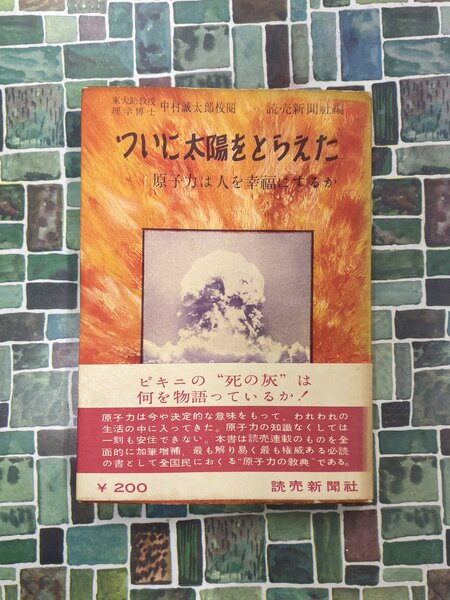 東大助教授
理学博士 中村誠太郎校閲 読売新聞社編
ついに太陽をとらえた
原子力は人を幸福にするか
ビキニの“死の灰”は
何を物語っているか!
原子力は今や決定的な意味をもって、われわれの
生活の中に入ってきた。原子力の知識なくしては
一刻も安住できない。本書は読売連載のものを全
面的に加筆増補、最も解り易く最も権威ある必読
の書として全国民におくる“原子力の教典”である。
¥200 読売新聞社